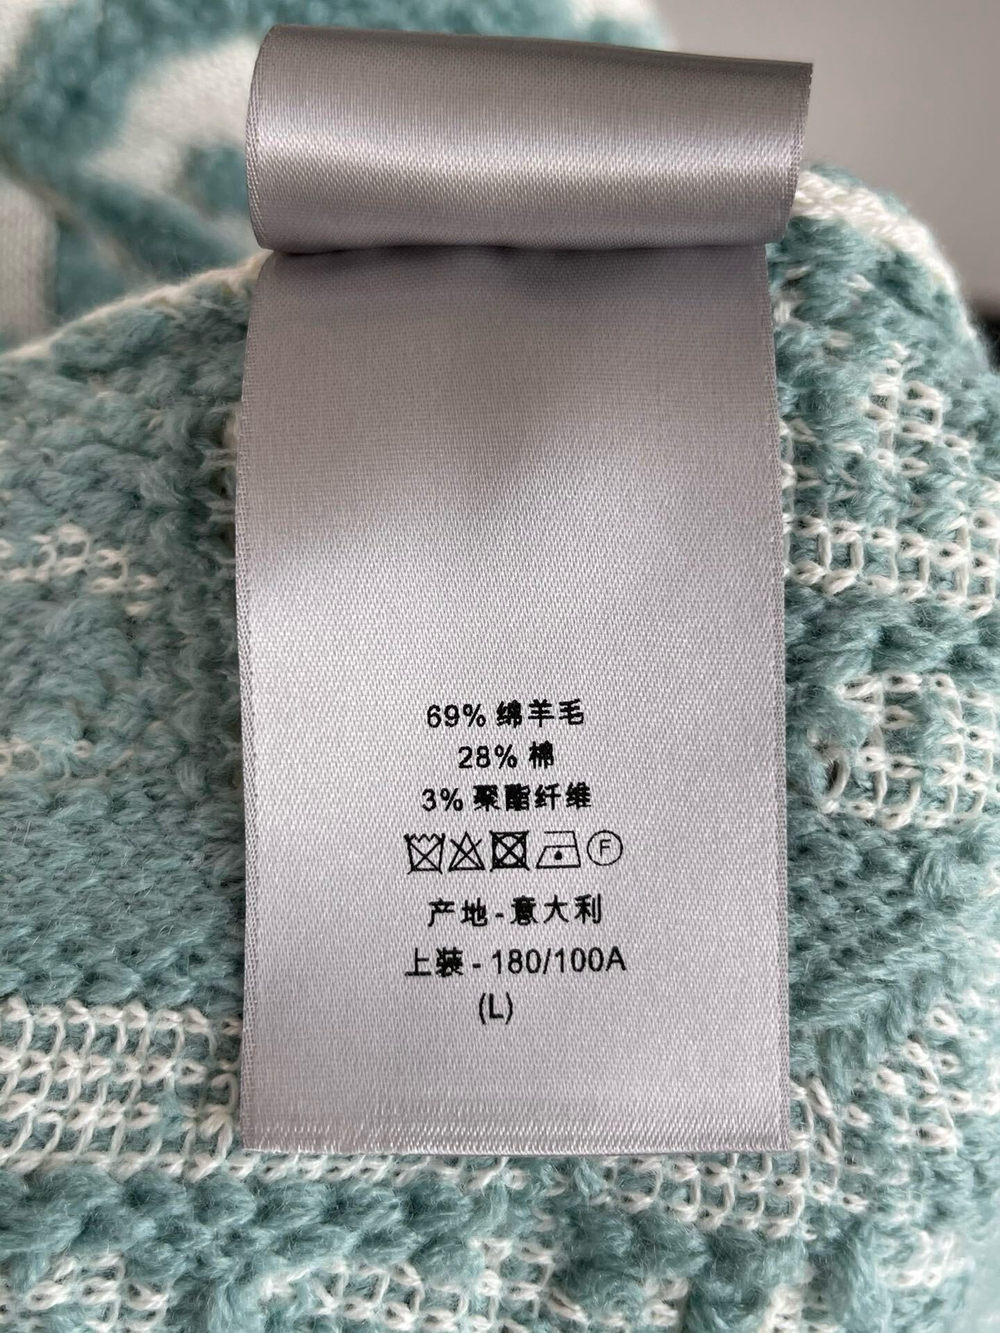 69% 绵羊毛
28% 棉
3% 聚酯纤维
F
产地-意大利
上装 - 180/100A
(L)